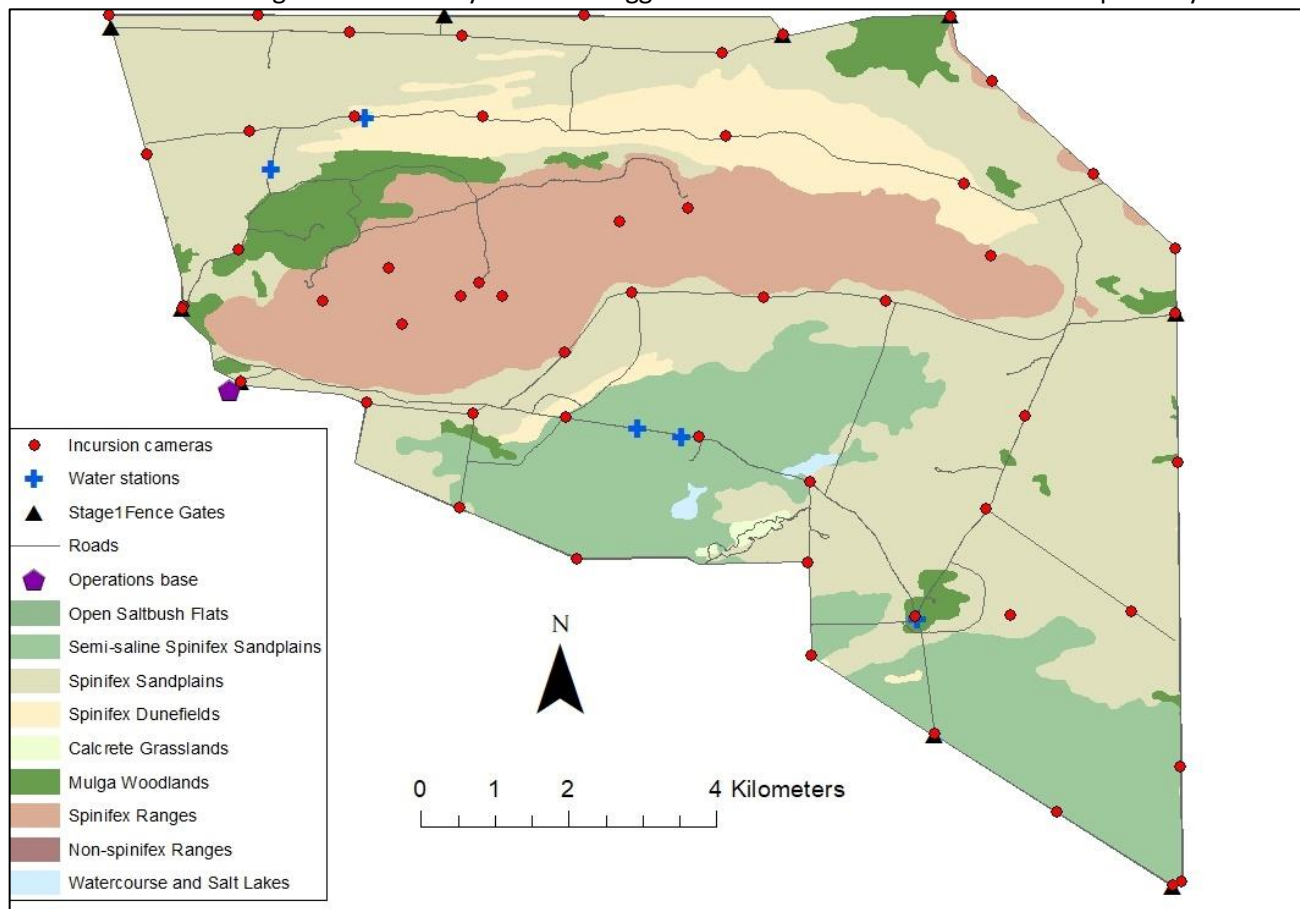 Incursion cameras
Water stations
Stage1Fence Gates
Roads
Operations base
Open Saltbush Flats
Semi-saline Spinifex Sandplains
Spinifex Sandplains
Spinifex Dunefields
Calcrete Grasslands
Mulga Woodlands
Spinifex Ranges
Non-spinifex Ranges
Watercourse and Salt Lakes
N
0 1 2 4 Kilometers